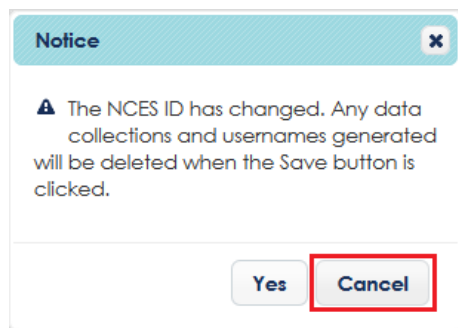 Notice
The NCES ID has changed. Any data
collections and usernames generated
will be deleted when the Save button is
clicked.
Yes Cancel